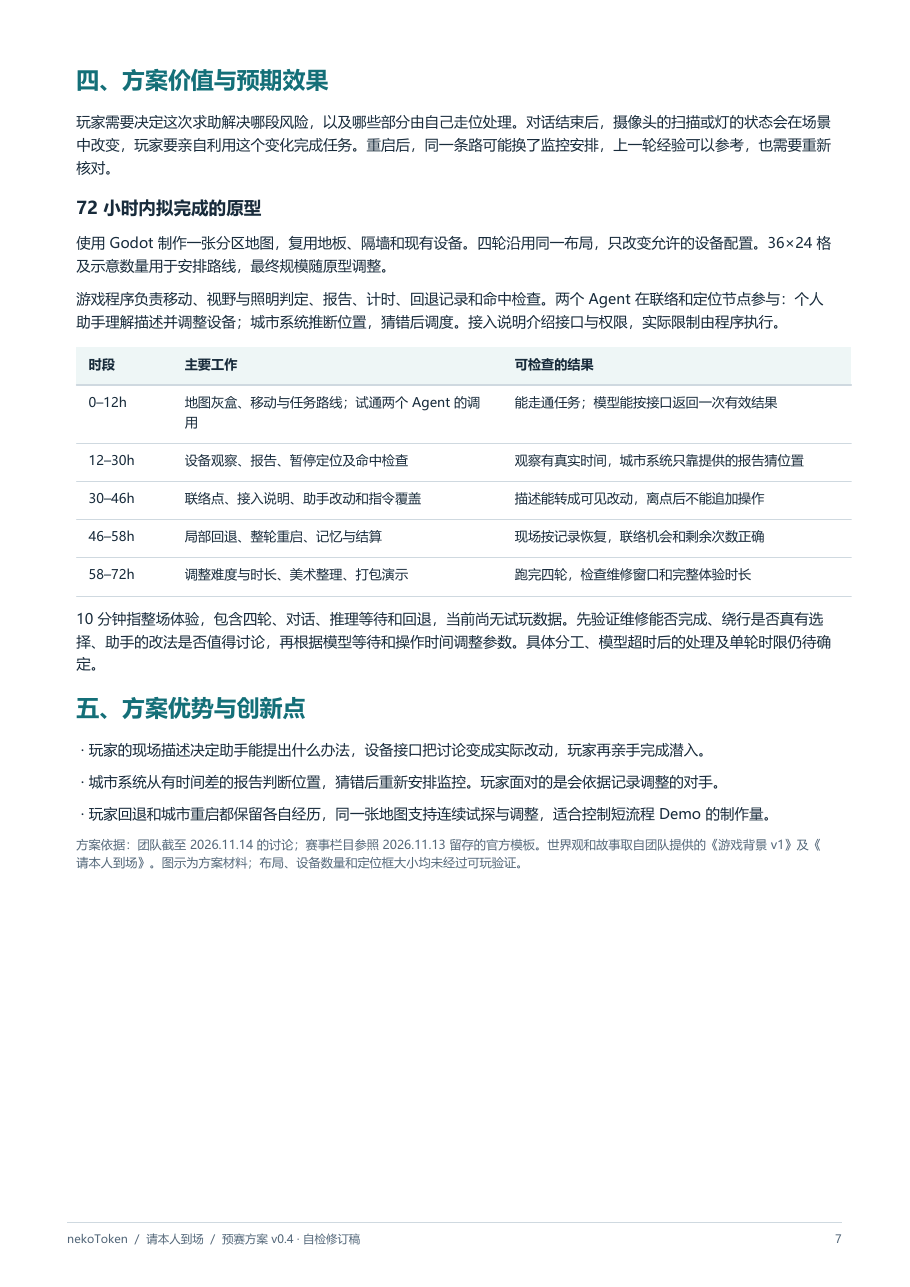 四、方案价值与预期效果
玩家需要决定这次求助解决哪段风险，以及哪些部分由自己走位处理。对话结束后，摄像头的扫描或灯的状态会在场景
中改变，玩家要亲自利用这个变化完成任务。重启后，同一条路可能换了监控安排，上一轮经验可以参考，也需要重新
核对。
72 小时内拟完成的原型
使用 Godot 制作一张分区地图，复用地板、隔墙和现有设备。四轮沿用同一布局，只改变允许的设备配置。36×24 格
及示意数量用于安排路线，最终规模随原型调整。
游戏程序负责移动、视野与照明判定、报告、计时、回退记录和命中检查。两个 Agent 在联络和定位节点参与：个人
助手理解描述并调整设备；城市系统推断位置，猜错后调度。接入说明介绍接口与权限，实际限制由程序执行。
时段 主要工作 可检查的结果
0–12h 地图灰盒、移动与任务路线；试通两个 Agent 的调 能走通任务；模型能按接口返回一次有效结果
用
12–30h 设备观察、报告、暂停定位及命中检查 观察有真实时间，城市系统只靠提供的报告猜位置
30–46h 联络点、接入说明、助手改动和指令覆盖 描述能转成可见改动，离点后不能追加操作
46–58h 局部回退、整轮重启、记忆与结算 现场按记录恢复，联络机会和剩余次数正确
58–72h 调整难度与时长、美术整理、打包演示 跑完四轮，检查维修窗口和完整体验时长
10 分钟指整场体验，包含四轮、对话、推理等待和回退，当前尚无试玩数据。先验证维修能否完成、绕行是否真有选
择、助手的改法是否值得讨论，再根据模型等待和操作时间调整参数。具体分工、模型超时后的处理及单轮时限仍待确
定。
五、方案优势与创新点
· 玩家的现场描述决定助手能提出什么办法，设备接口把讨论变成实际改动，玩家再亲手完成潜入。
· 城市系统从有时间差的报告判断位置，猜错后重新安排监控。玩家面对的是会依据记录调整的对手。
· 玩家回退和城市重启都保留各自经历，同一张地图支持连续试探与调整，适合控制短流程 Demo 的制作量。
方案依据：团队截至 2026.11.14 的讨论；赛事栏目参照 2026.11.13 留存的官方模板。世界观和故事取自团队提供的《游戏背景 v1》及《
请本人到场》。图示为方案材料；布局、设备数量和定位框大小均未经过可玩验证。
nekoToken / 请本人到场 / 预赛方案 v0.4 · 自检修订稿 7